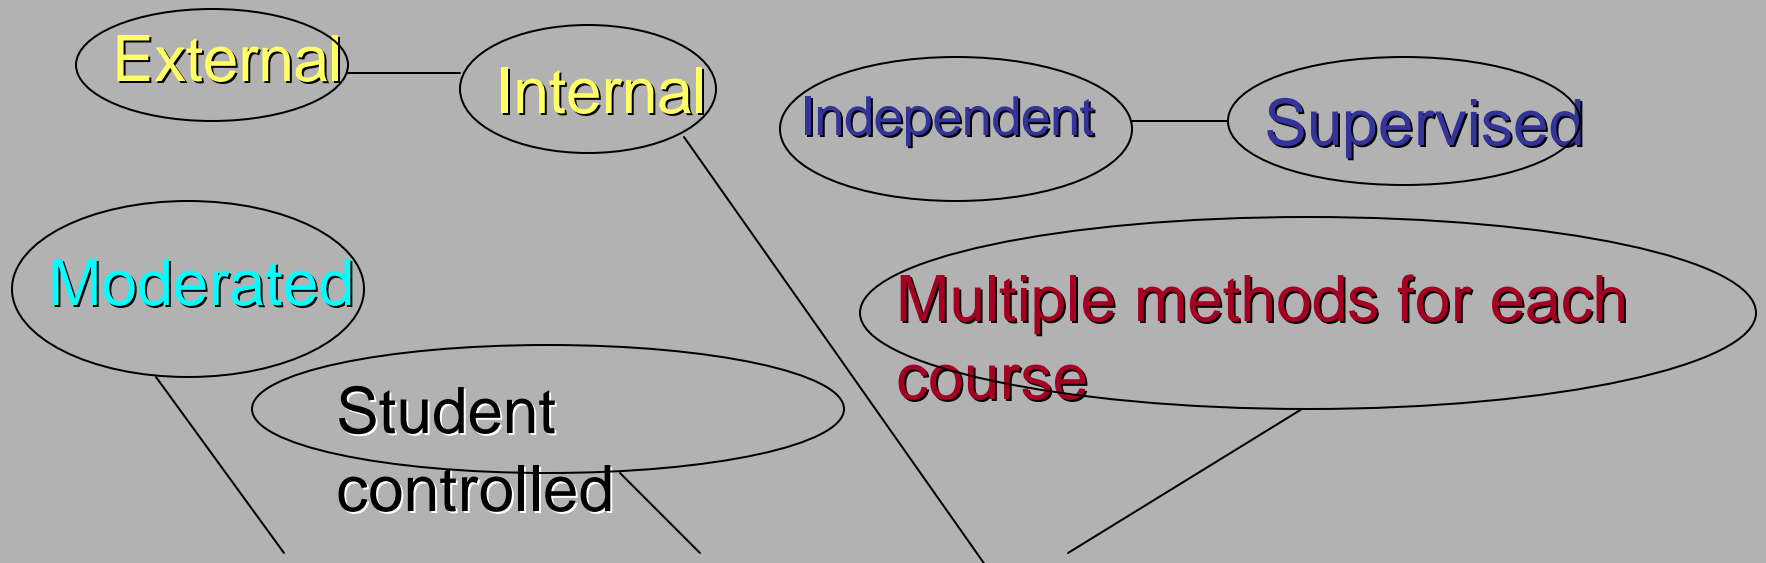 External
Internal
Independent
Supervised
Moderated
Multiple methods for each
course
Student
controlled